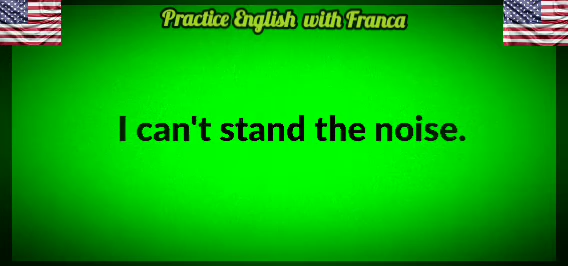 Practice English with Franca
I can't stand the noise.